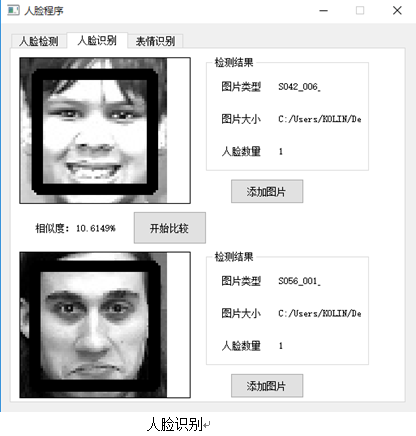 人脸程序
人脸检测 人脸识别 表情识别
检测结果
图片类型 S042_006_
图片大小 C:/Users/KOLIN/De
人脸数量 1
添加图片
相似度: 10.6149% 开始比较
检测结果
图片类型 S056_001_
图片大小 C:/Users/KOLIN/De
人脸数量 1
添加图片
人脸识别